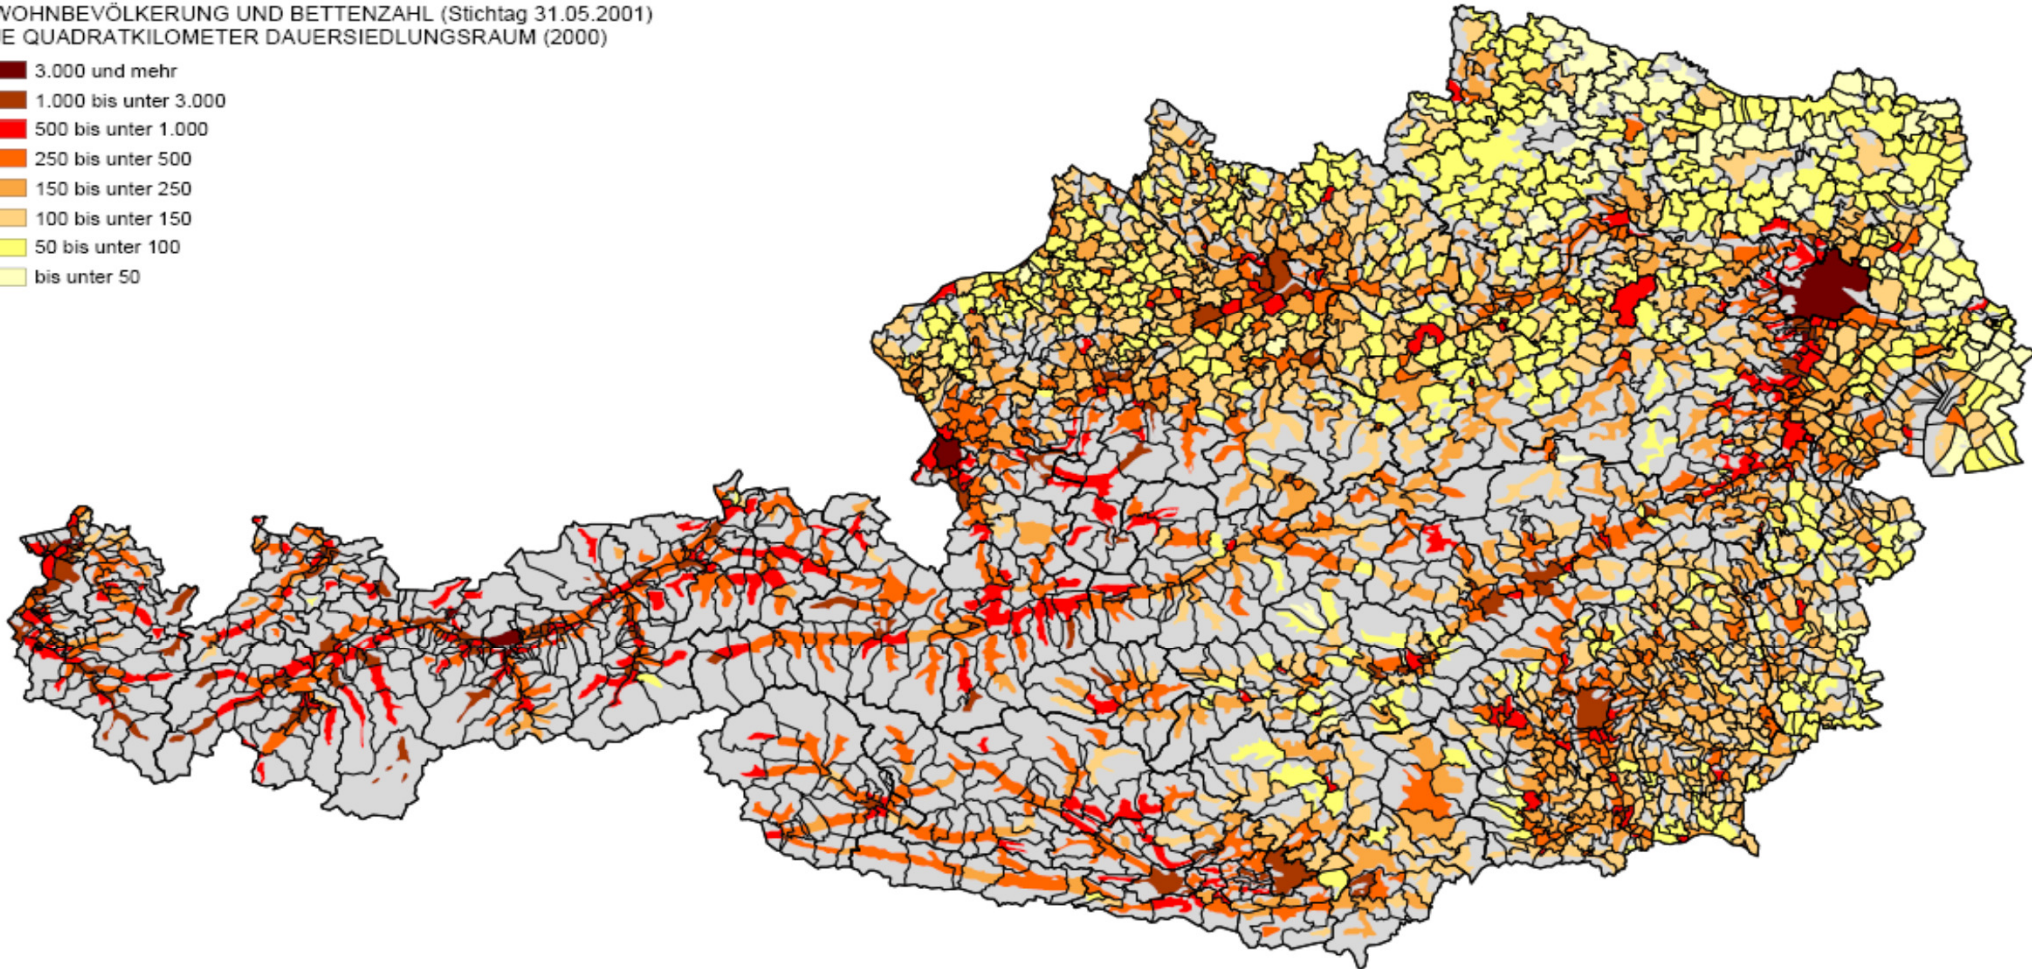 WOHNBEVÖLKERUNG UND BETTENZAHL (Stichtag 31.05.2001)
JE QUADRATKILOMETER DAUERSIEDLUNGSRAUM (2000)
3.000 und mehr
1.000 bis unter 3.000
500 bis unter 1.000
250 bis unter 500
150 bis unter 250
100 bis unter 150
50 bis unter 100
bis unter 50